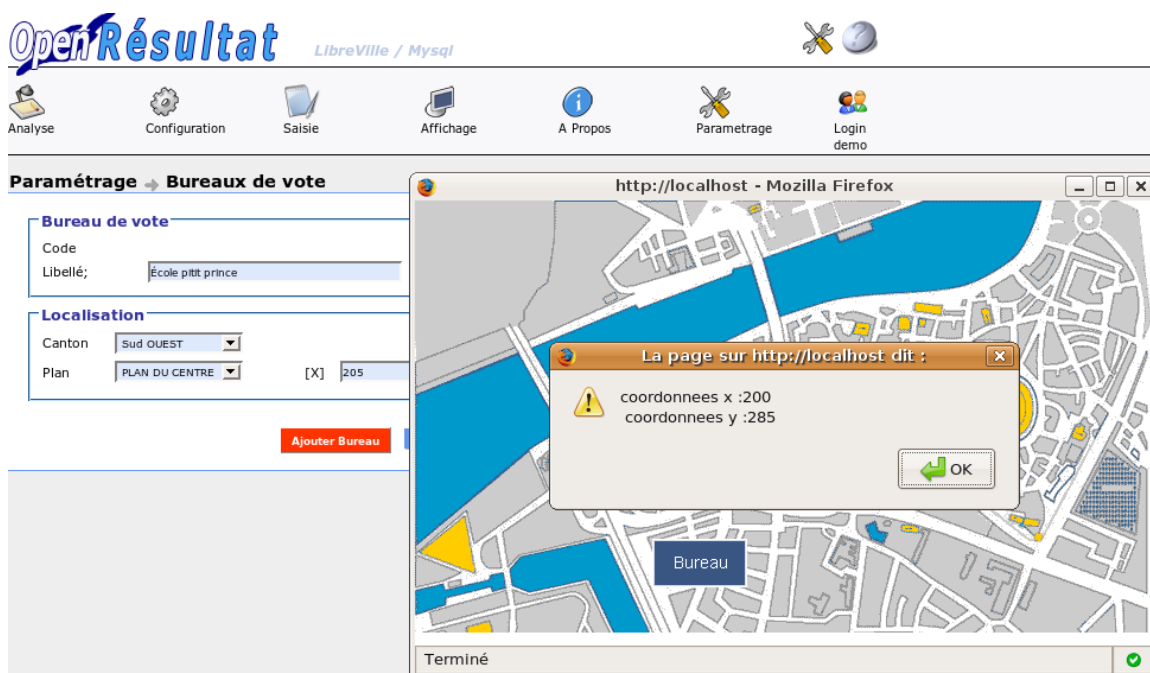 OpenRésultat LibreVille / Mysql
Analyse Configuration Saisie Affichage A Propos Parametrage Login
demo
Paramétrage Bureaux de vote
Bureau de vote
Code
Libellé; École ptit prince
Localisation
Canton Sud OUEST
Plan PLAN DU CENTRE [X] 205
Ajouter Bureau
http://localhost - Mozilla Firefox
La page sur http://localhost dit :
coordonnees x :200
coordonnees y :285
OK
Bureau
Terminé